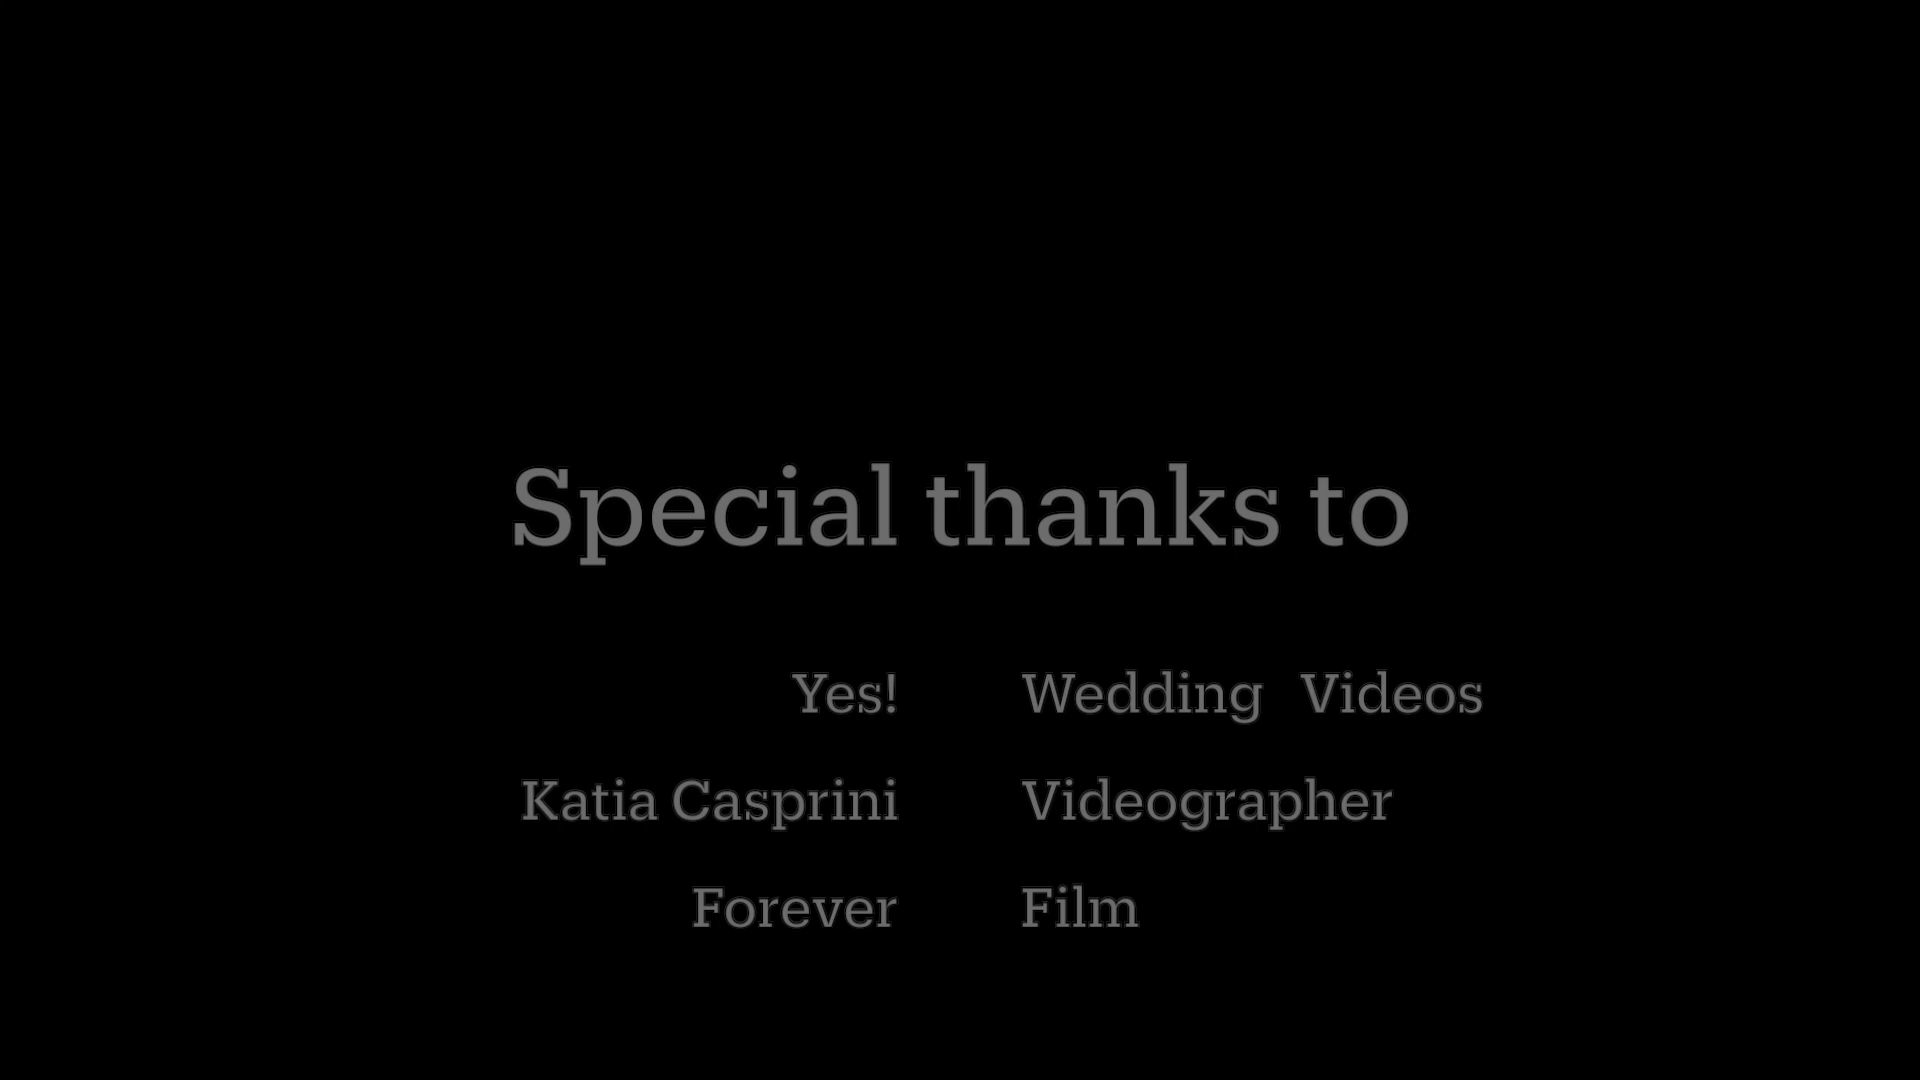 Special thanks to
Yes! Wedding Videos
Katia Casprini Videographer
Forever Film